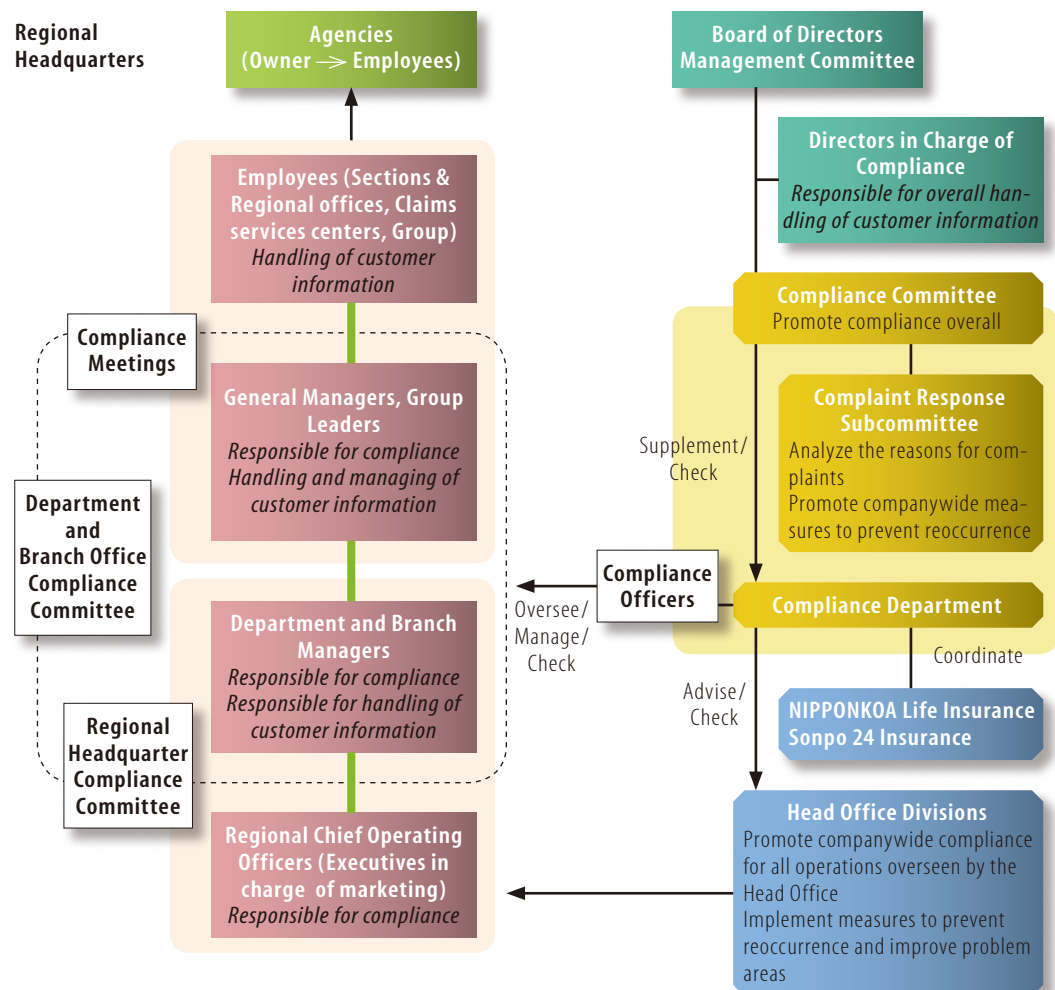 Regional
Headquarters
Agencies
(Owner → Employees)
Employees (Sections &
Regional offices, Claims
services centers, Group)
Handling of customer
information
Compliance
Meetings
General Managers, Group
Leaders
Responsible for compliance
Handling and managing of
customer information
Department
and
Branch Office
Compliance
Committee
Department and Branch
Managers
Responsible for compliance
Responsible for handling of
customer information
Regional
Headquarter
Compliance
Committee
Regional Chief Operating
Officers (Executives in
charge of marketing)
Responsible for compliance
Board of Directors
Management Committee
Directors in Charge of
Compliance
Responsible for overall han-
dling of customer information
Compliance Committee
Promote compliance overall
Complaint Response
Subcommittee
Analyze the reasons for com-
plaints
Promote companywide mea-
sures to prevent reoccurrence
Supplement/
Check
Compliance
Officers
Oversee/
Manage/
Check
Compliance Department
Coordinate
Advise/
Check
NIPPONKOA Life Insurance
Sonpo 24 Insurance
Head Office Divisions
Promote companywide compliance
for all operations overseen by the
Head Office
Implement measures to prevent
reoccurrence and improve problem
areas